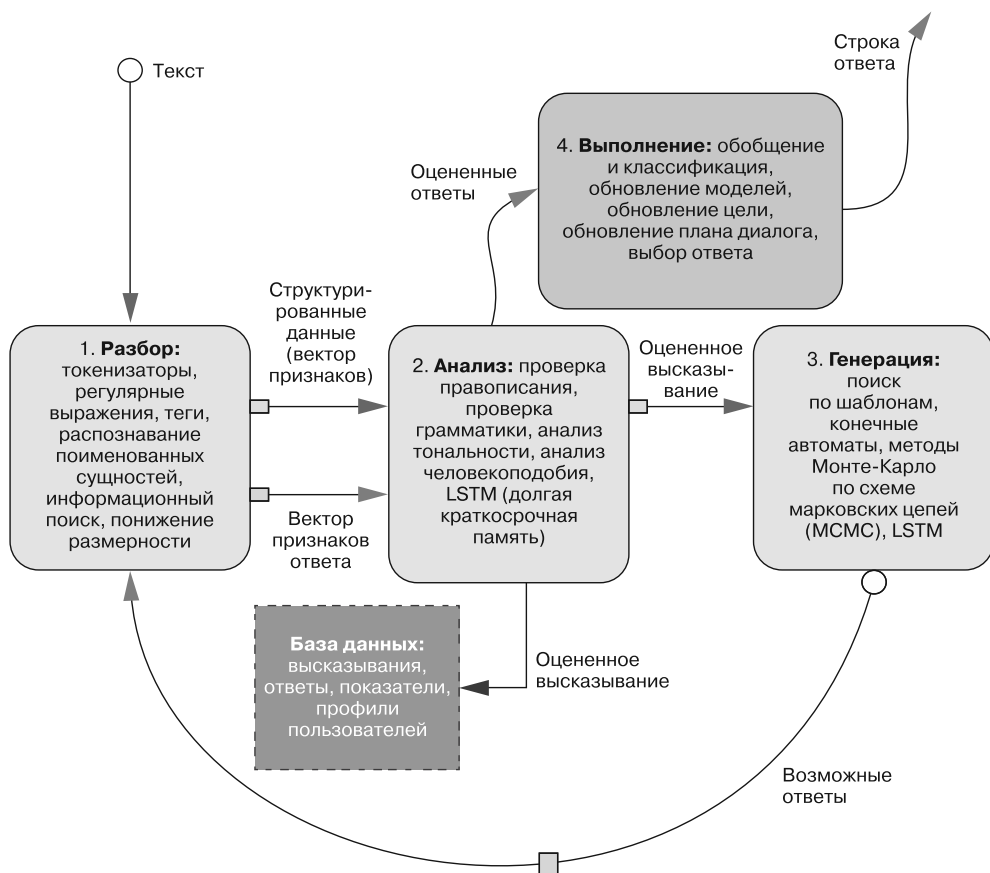 Текст
Строка
ответа
4. Выполнение: обобщение
и классификация,
обновление моделей,
обновление цели,
обновление плана диалога,
выбор ответа
Оцененные
ответы
Структури-
рованные
данные
(вектор
признаков)
1. Разбор:
токенизаторы,
регулярные
выражения, теги,
распознавание
поименованных
сущностей,
информационный
поиск, понижение
размерности
2. Анализ: проверка
правописания,
проверка
грамматики, анализ
тональности, анализ
человекоподобия,
LSTM (долгая
краткосрочная
память)
Оцененное
высказы-
вание
3. Генерация:
поиск
по шаблонам,
конечные
автоматы, методы
Монте-Карло
по схеме
марковских цепей
(MCMC), LSTM
Вектор
признаков
ответа
База данных:
высказывания,
ответы, показатели,
профили
пользователей
Оцененное
высказывание
Возможные
ответы